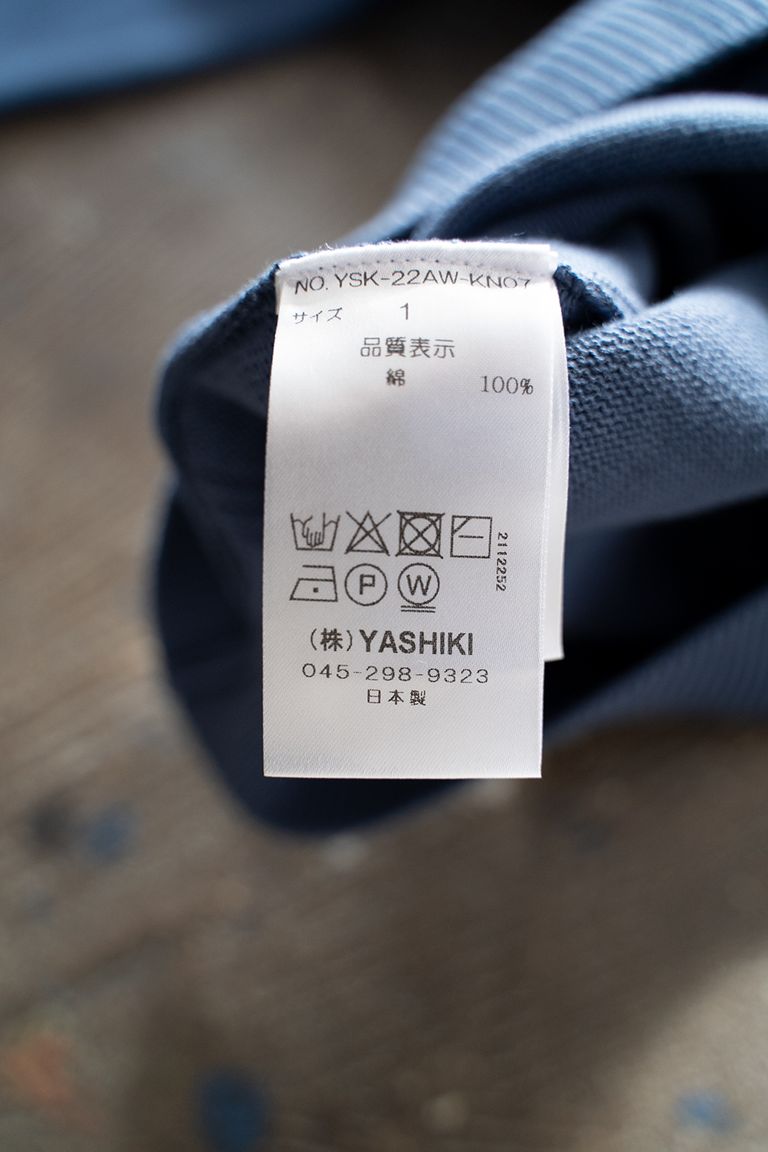 NO. YSK-22AW-KN07
サイズ 1
品質表示
綿 100%
2112252
P W
(株) YASHIKI
045-298-9323
日本製